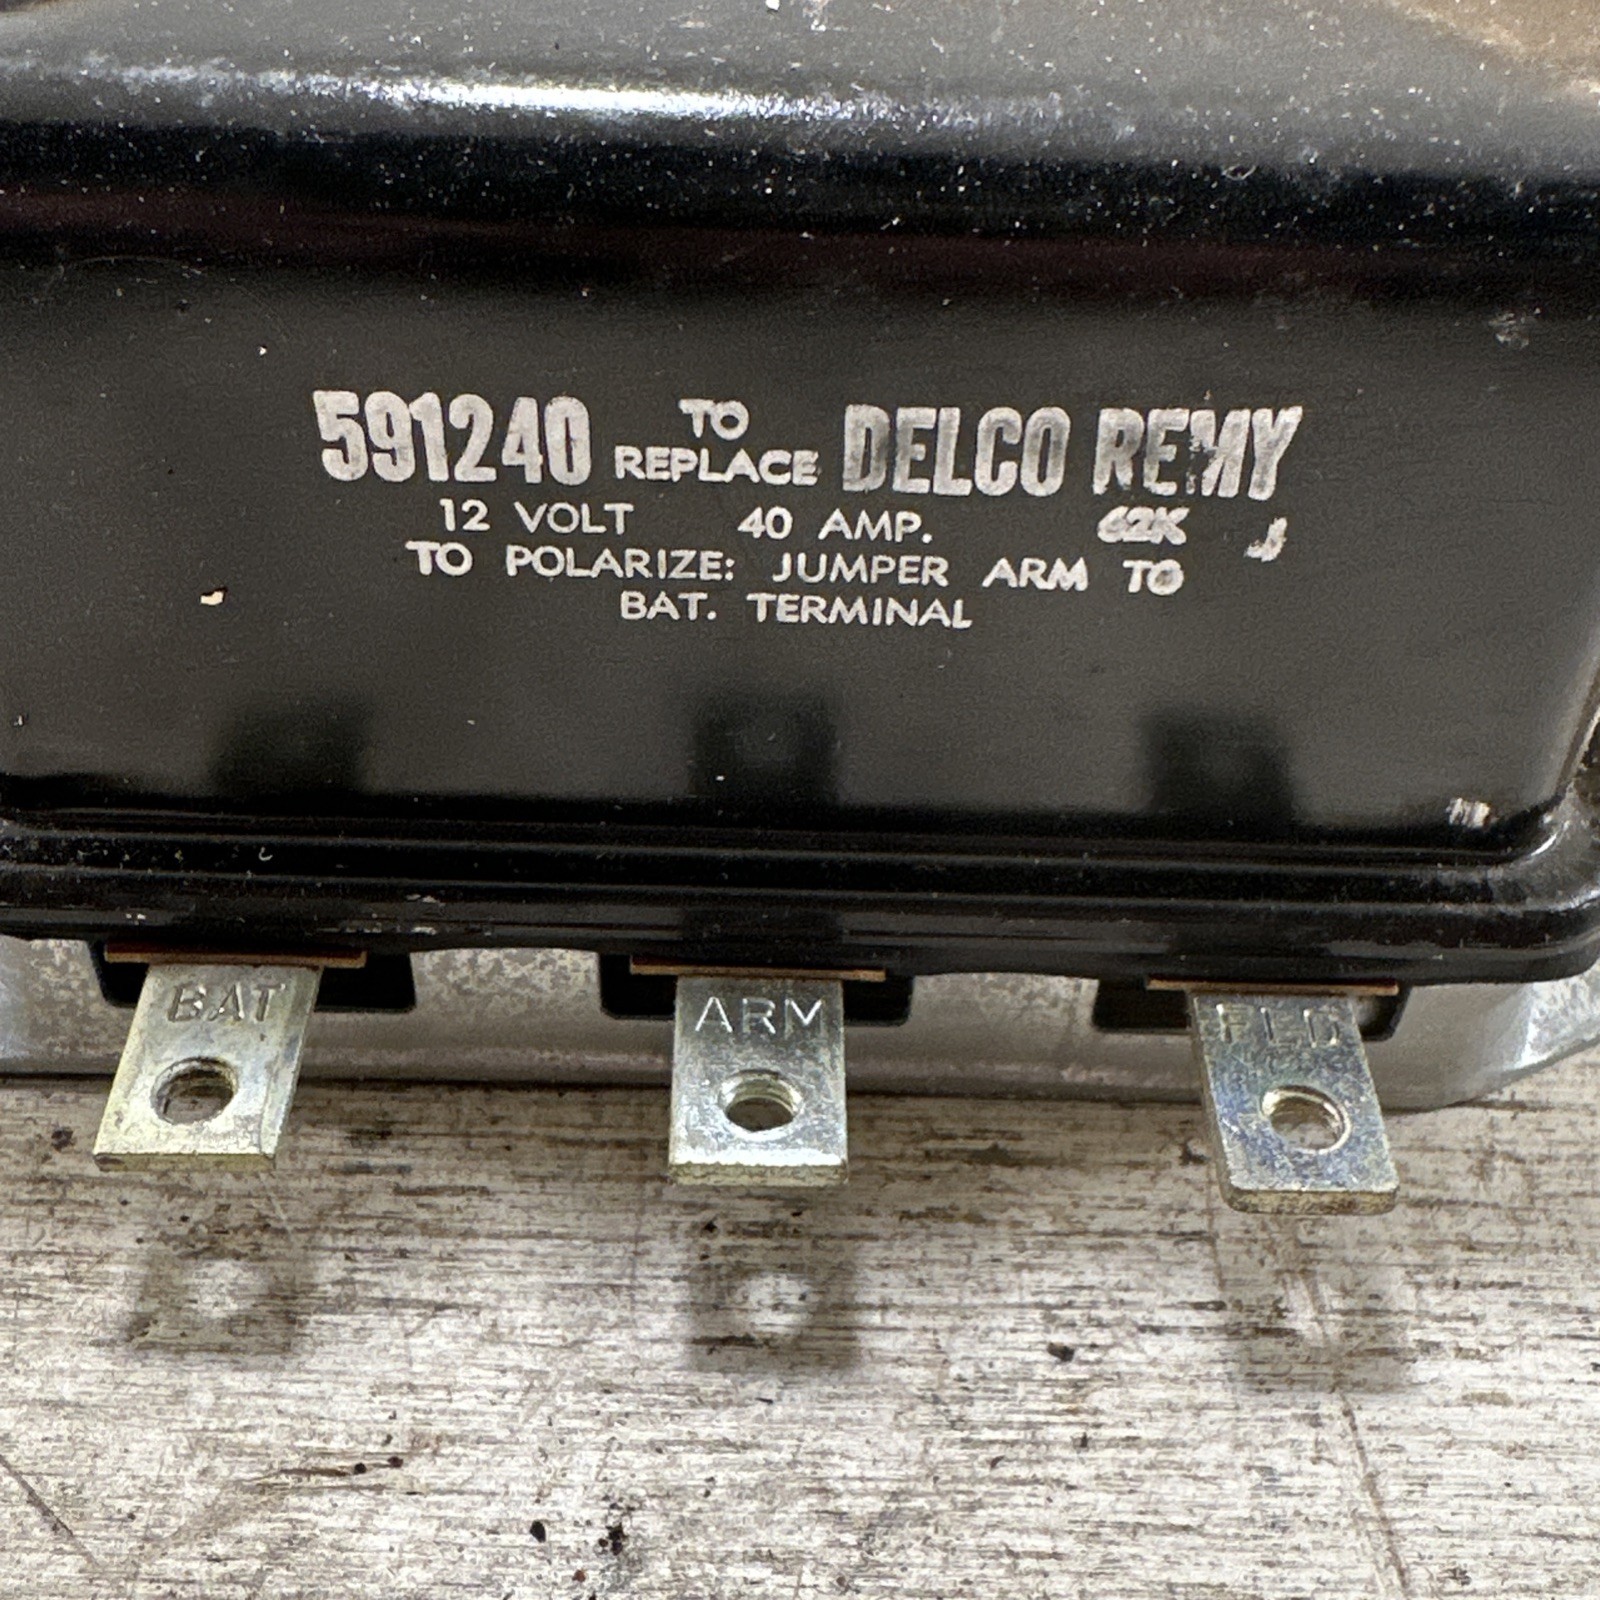 591240 TO REPLACE DELCO REMY
12 VOLT 40 AMP. 62K J
TO POLARIZE: JUMPER ARM TO
BAT. TERMINAL
BAT ARM FLD